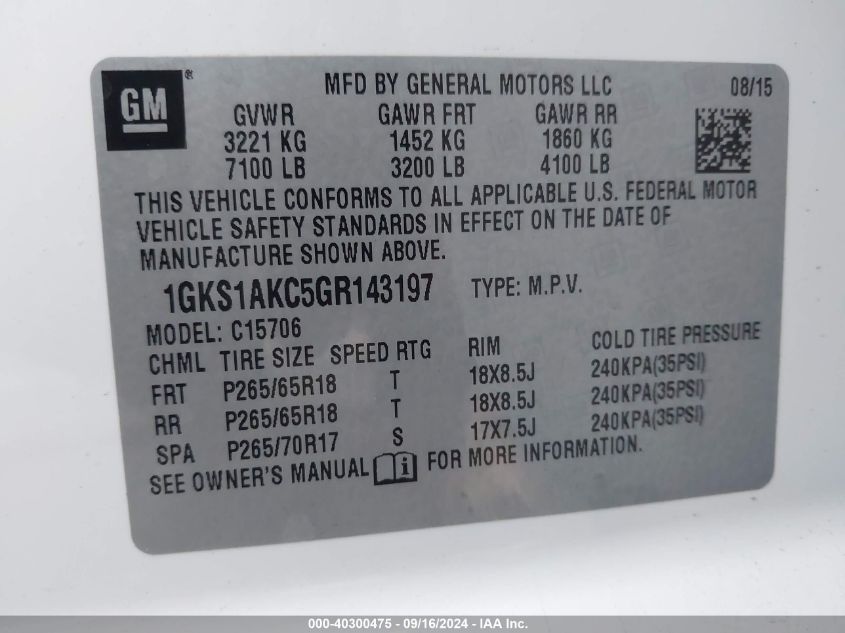 GM ®
MFD BY GENERAL MOTORS LLC 08/15
GVWR GAWR FRT GAWR RR
3221 KG 1452 KG 1860 KG
7100 LB 3200 LB 4100 LB
THIS VEHICLE CONFORMS TO ALL APPLICABLE U.S. FEDERAL MOTOR
VEHICLE SAFETY STANDARDS IN EFFECT ON THE DATE OF
MANUFACTURE SHOWN ABOVE.
1GKS1AKC5GR143197 TYPE: M.P.V.
MODEL: C15706
CHML TIRE SIZE SPEED RTG RIM COLD TIRE PRESSURE
FRT P265/65R18 T 18X8.5J 240KPA(35PSI)
RR P265/65R18 T 18X8.5J 240KPA(35PSI)
SPA P265/70R17 S 17X7.5J 240KPA(35PSI)
SEE OWNER'S MANUAL i FOR MORE INFORMATION.
000-40300475 - 09/16/2024 - IAA Inc.